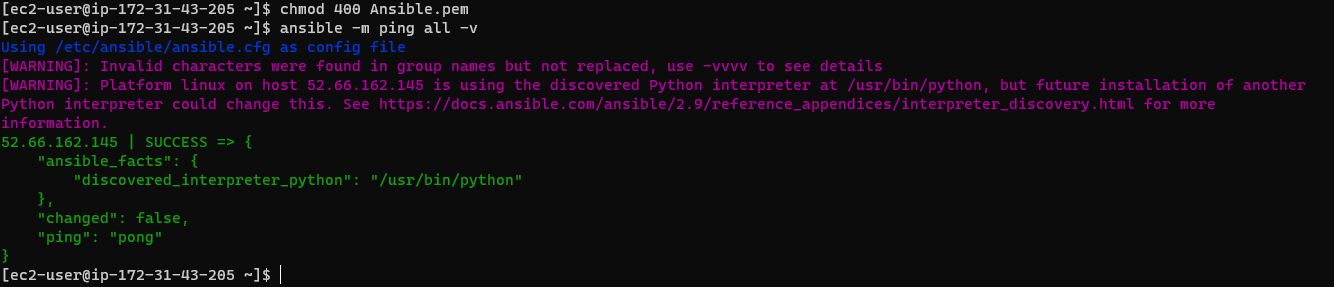 [ec2-user@ip-172-31-43-205 ~]$ chmod 400 Ansible.pem
[ec2-user@ip-172-31-43-205 ~]$ ansible -m ping all -v
Using /etc/ansible/ansible.cfg as config file
[WARNING]: Invalid characters were found in group names but not replaced, use -vvvv to see details
[WARNING]: Platform linux on host 52.66.162.145 is using the discovered Python interpreter at /usr/bin/python, but future installation of another
Python interpreter could change this. See https://docs.ansible.com/ansible/2.9/reference_appendices/interpreter_discovery.html for more
information.
52.66.162.145 | SUCCESS => {
    "ansible_facts": {
        "discovered_interpreter_python": "/usr/bin/python"
    },
    "changed": false,
    "ping": "pong"
}
[ec2-user@ip-172-31-43-205 ~]$